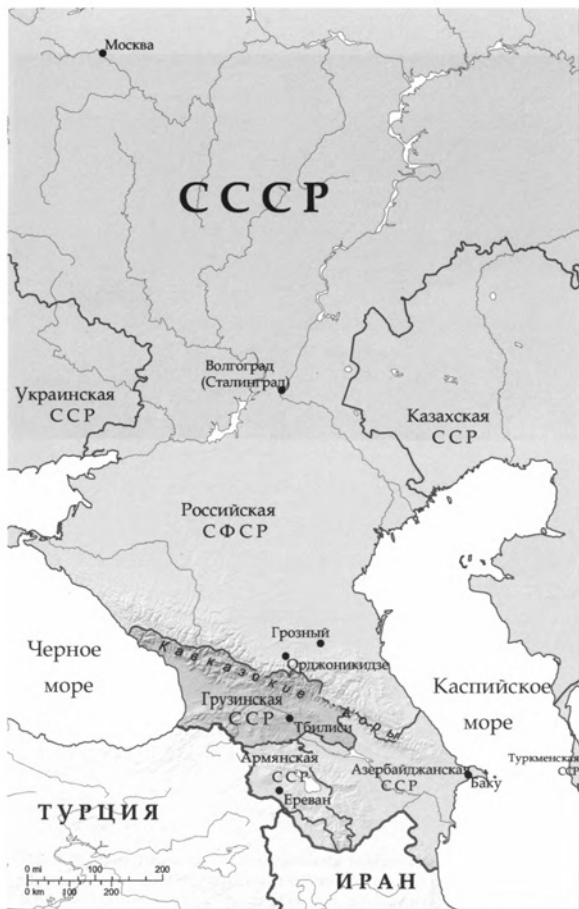 Москва
СССР
Волгоград
(Сталинград)
Украинская
ССР
Казахская
ССР
Российская
СФСР
Грозный
Орджоникидзе
Кавказские горы
Черное
море
Грузинская
ССР
Тбилиси
Каспийское
море
Армянская
ССР
Ереван
Азербайджанская
ССР
Баку
Туркменская
ССР
ТУРЦИЯ
ИРАН
0 mi 100 200
0 km 100 200